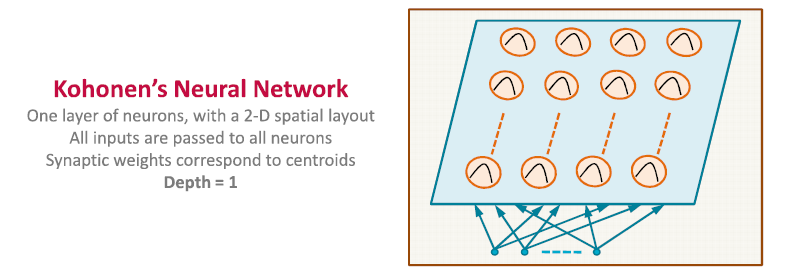 Kohonen's Neural Network
One layer of neurons, with a 2-D spatial layout
All inputs are passed to all neurons
Synaptic weights correspond to centroids
Depth = 1